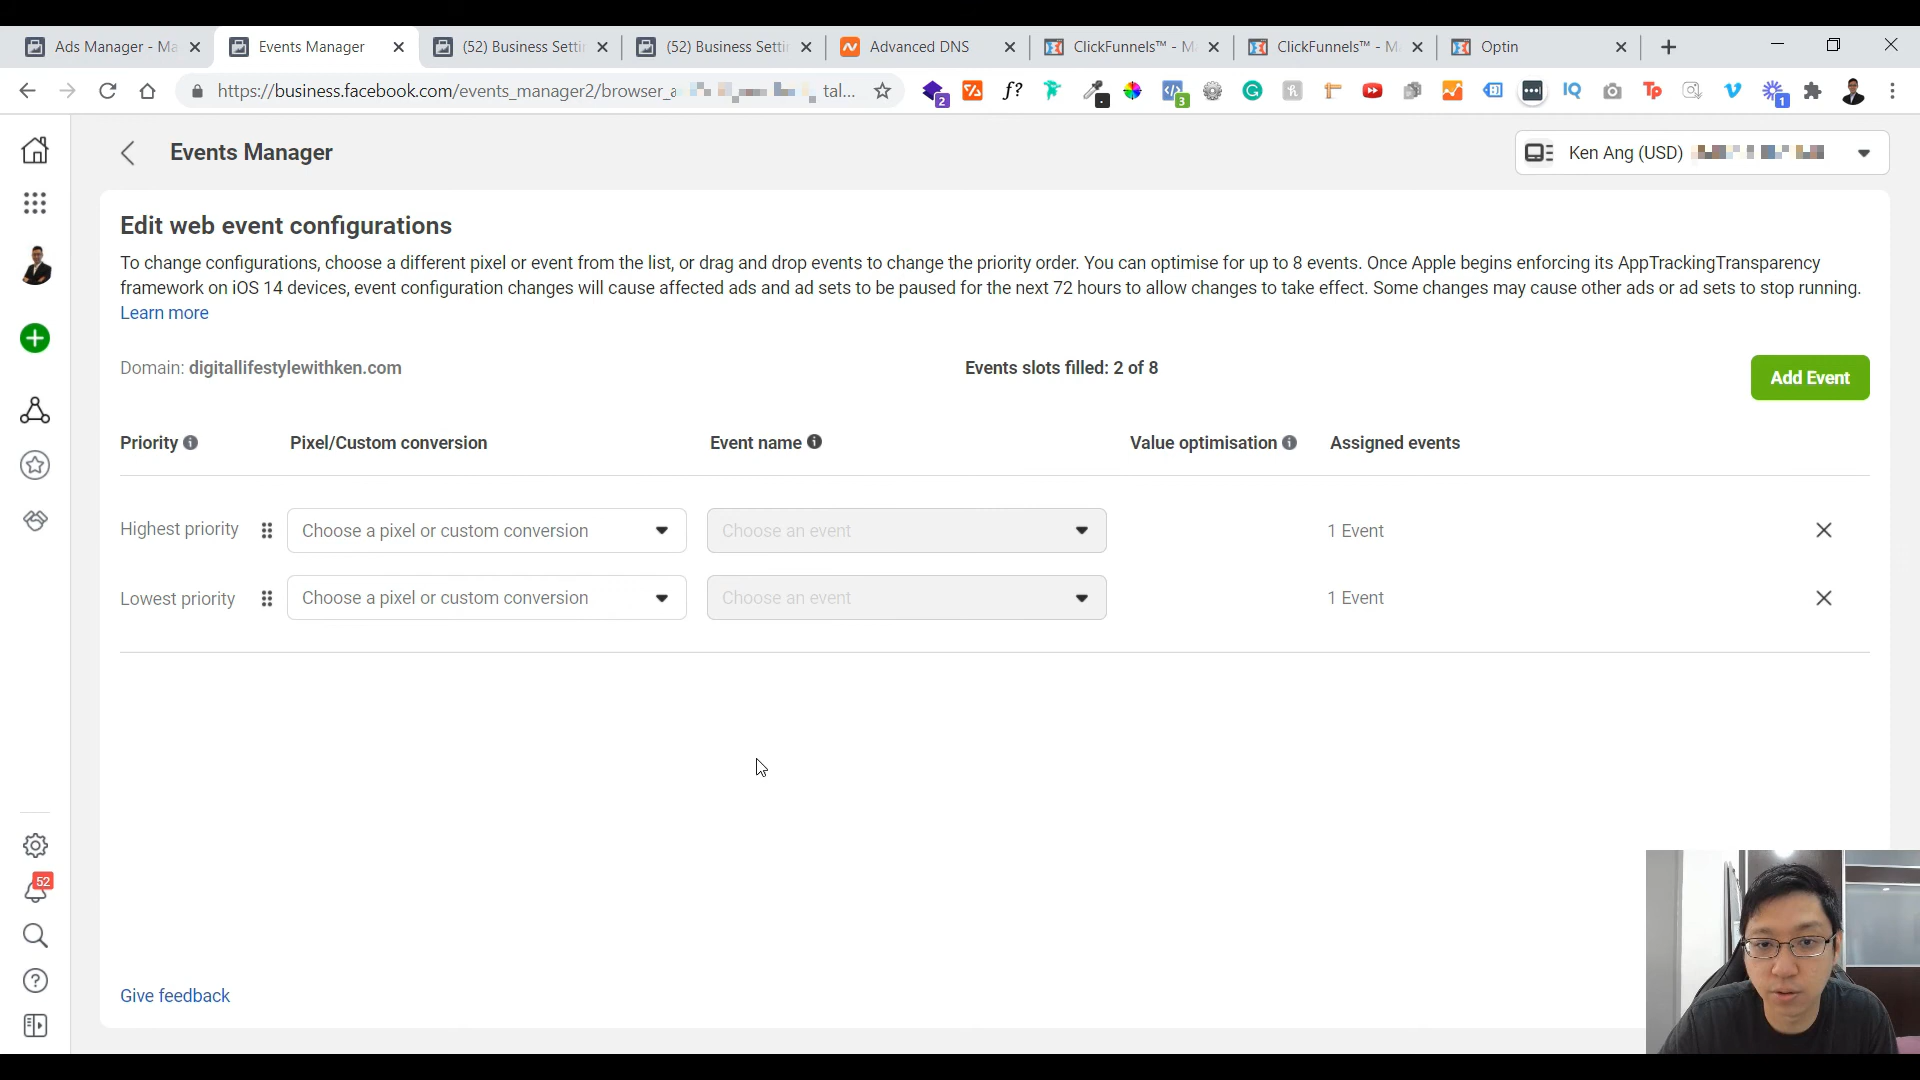 Ads Manager - Ma
Events Manager
(52) Business Settin
(52) Business Settin
Advanced DNS
ClickFunnels™ - M
ClickFunnels™ - M
Optin
https://business.facebook.com/events_manager2/browser_a
tal...
2
f?
3
IQ
Tp
1
Events Manager
Ken Ang (USD)
Edit web event configurations
To change configurations, choose a different pixel or event from the list, or drag and drop events to change the priority order. You can optimise for up to 8 events. Once Apple begins enforcing its AppTrackingTransparency
framework on iOS 14 devices, event configuration changes will cause affected ads and ad sets to be paused for the next 72 hours to allow changes to take effect. Some changes may cause other ads or ad sets to stop running.
Learn more
Domain: digitallifestylewithken.com
Events slots filled: 2 of 8
Add Event
Priority
Pixel/Custom conversion
Event name
Value optimisation
Assigned events
Highest priority
Choose a pixel or custom conversion
Choose an event
1 Event
Lowest priority
Choose a pixel or custom conversion
Choose an event
1 Event
52
Give feedback